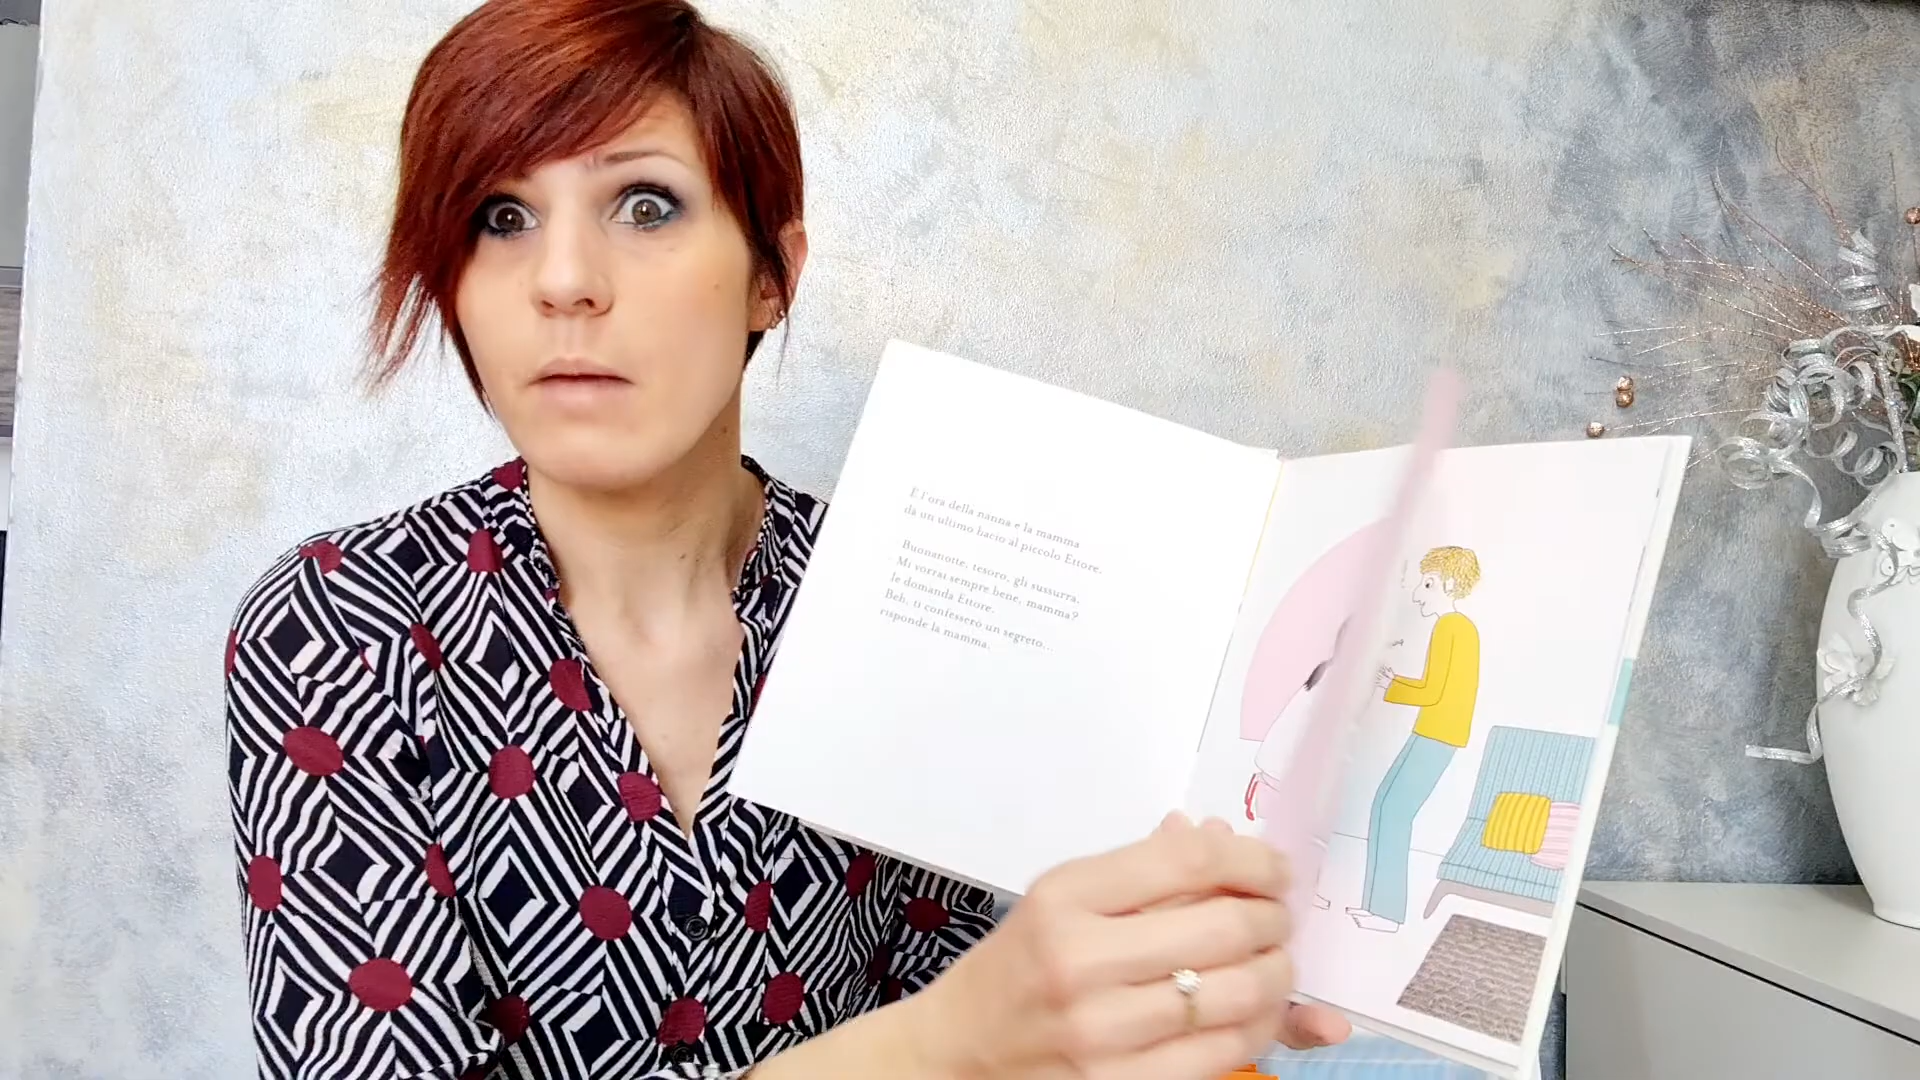 È l'ora della nanna e la mamma
dà un ultimo bacio al piccolo Ettore.
Buonanotte, tesoro, gli sussurra.
Mi vorrai sempre bene, mamma?
le domanda Ettore.
Beh, ti confesserò un segreto...
risponde la mamma.